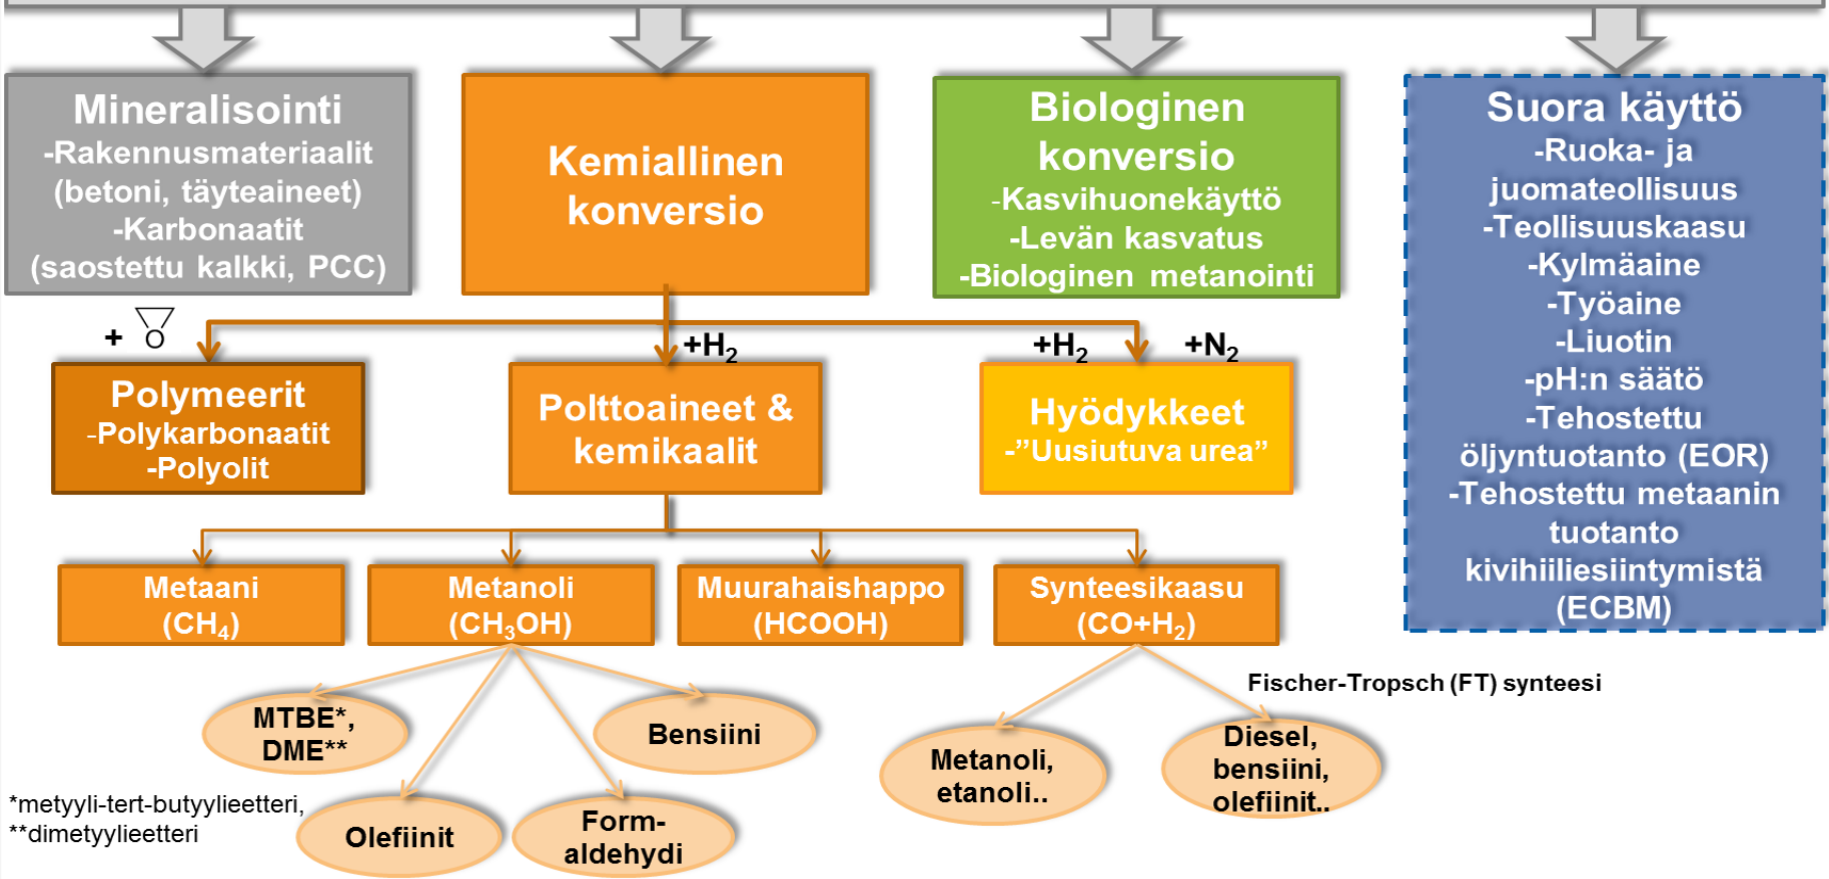 Mineralisointi
-Rakennusmateriaalit
(betoni, täyteaineet)
-Karbonaatit
(saostettu kalkki, PCC)
Kemiallinen
konversio
Biologinen
konversio
-Kasvihuonekäyttö
-Levän kasvatus
-Biologinen metanointi
Suora käyttö
-Ruoka- ja
juomateollisuus
-Teollisuuskaasu
-Kylmäaine
-Työaine
-Liuotin
-pH:n säätö
-Tehostettu
öljyntuotanto (EOR)
-Tehostettu metaanin
tuotanto
kivihiiliesiintymistä
(ECBM)
+ O
+H₂
+H₂ +N₂
Polymeerit
-Polykarbonaatit
-Polyolit
Polttoaineet &
kemikaalit
Hyödykkeet
-”Uusiutuva urea”
Metaani
(CH₄)
Metanoli
(CH₃OH)
Muurahaishappo
(HCOOH)
Synteesikaasu
(CO+H₂)
Fischer-Tropsch (FT) synteesi
MTBE*,
DME**
Bensiini
Metanoli,
etanoli..
Diesel,
bensiini,
olefiinit..
*metyyli-tert-butyylieetteri,
**dimetyylieetteri
Olefiinit
Form-
aldehydi